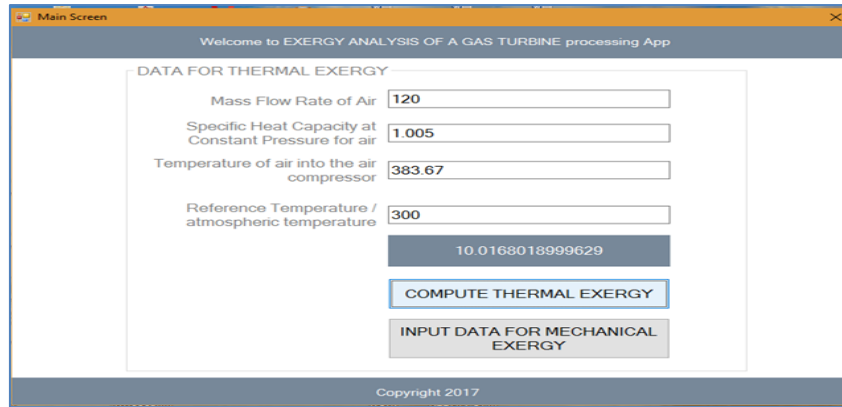 Main Screen
Welcome to EXERGY ANALYSIS OF A GAS TURBINE processing App
DATA FOR THERMAL EXERGY
Mass Flow Rate of Air 120
Specific Heat Capacity at
Constant Pressure for air 1.005
Temperature of air into the air
compressor 383.67
Reference Temperature /
atmospheric temperature 300
10.0168018999629
COMPUTE THERMAL EXERGY
INPUT DATA FOR MECHANICAL
EXERGY
Copyright 2017